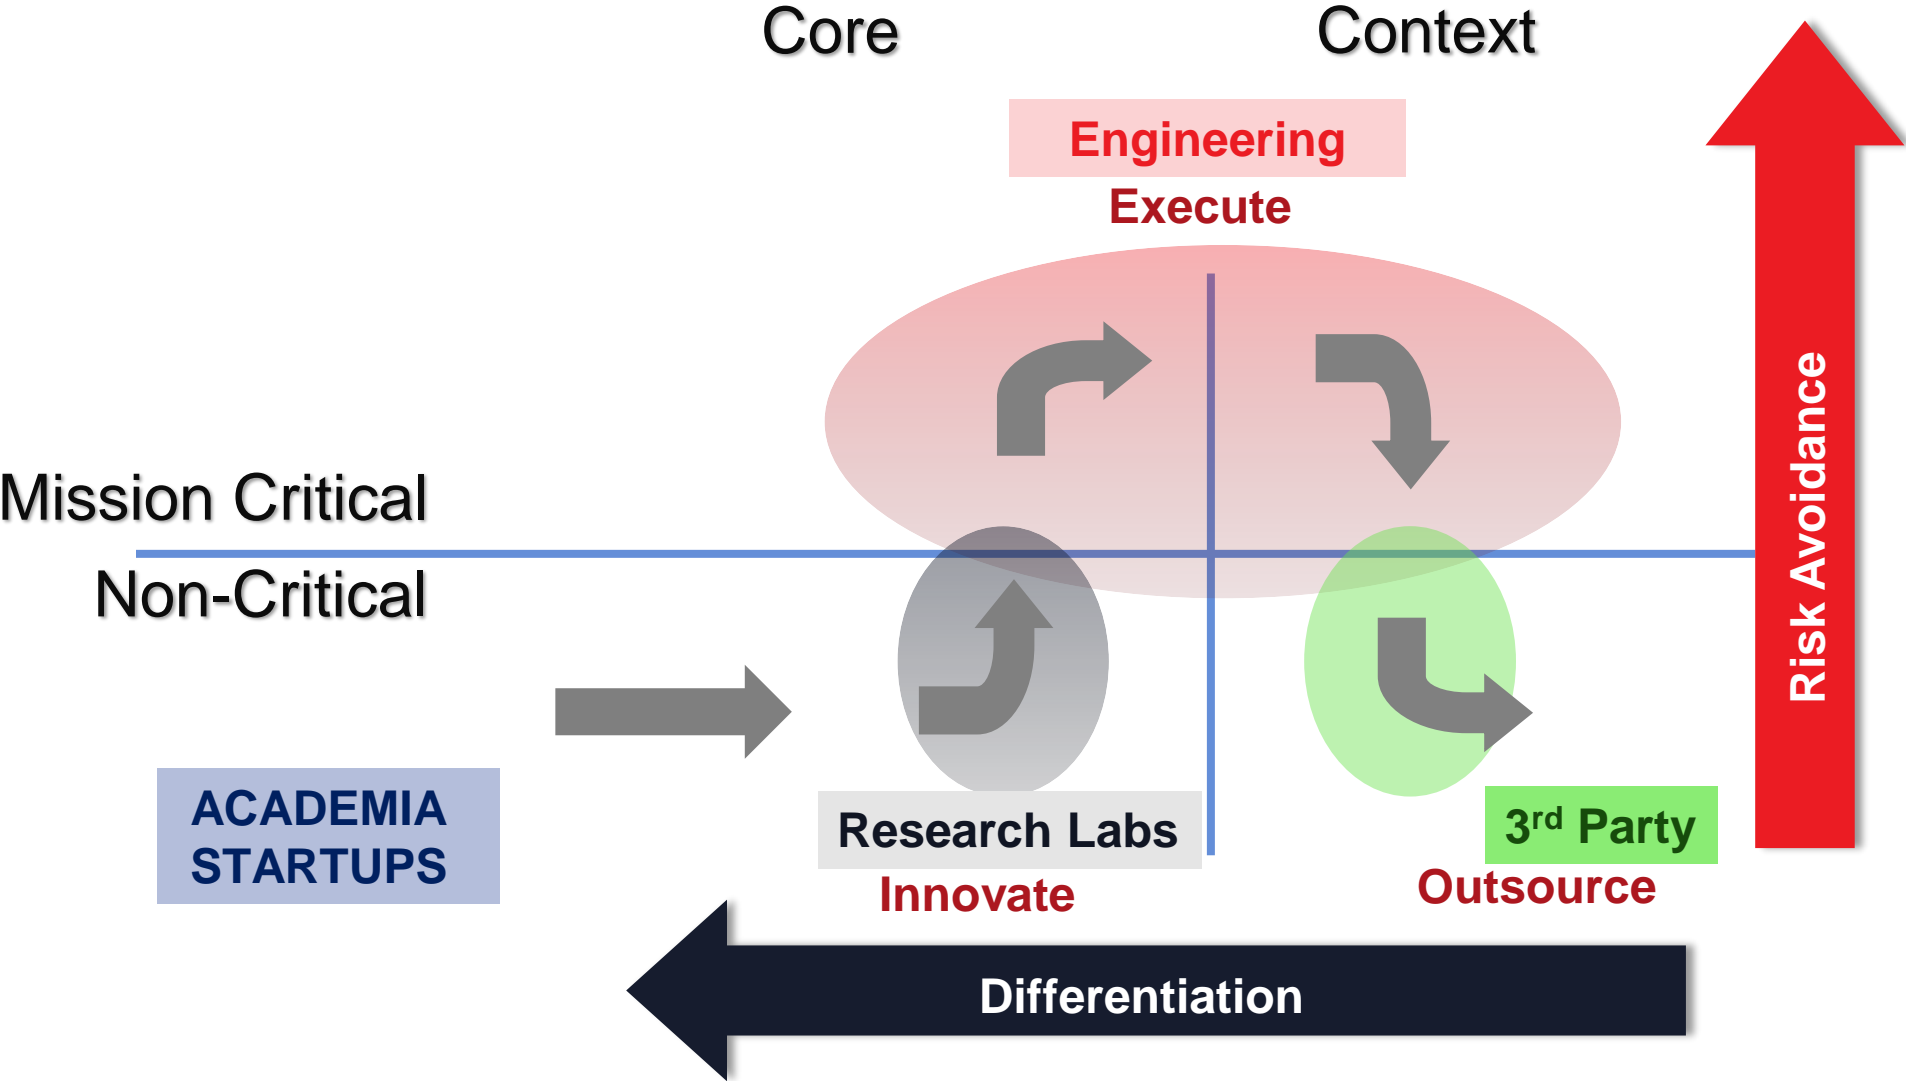 Core
Context
Engineering
Execute
Mission Critical
Non-Critical
Risk Avoidance
ACADEMIA
STARTUPS
Research Labs
Innovate
3rd Party
Outsource
Differentiation